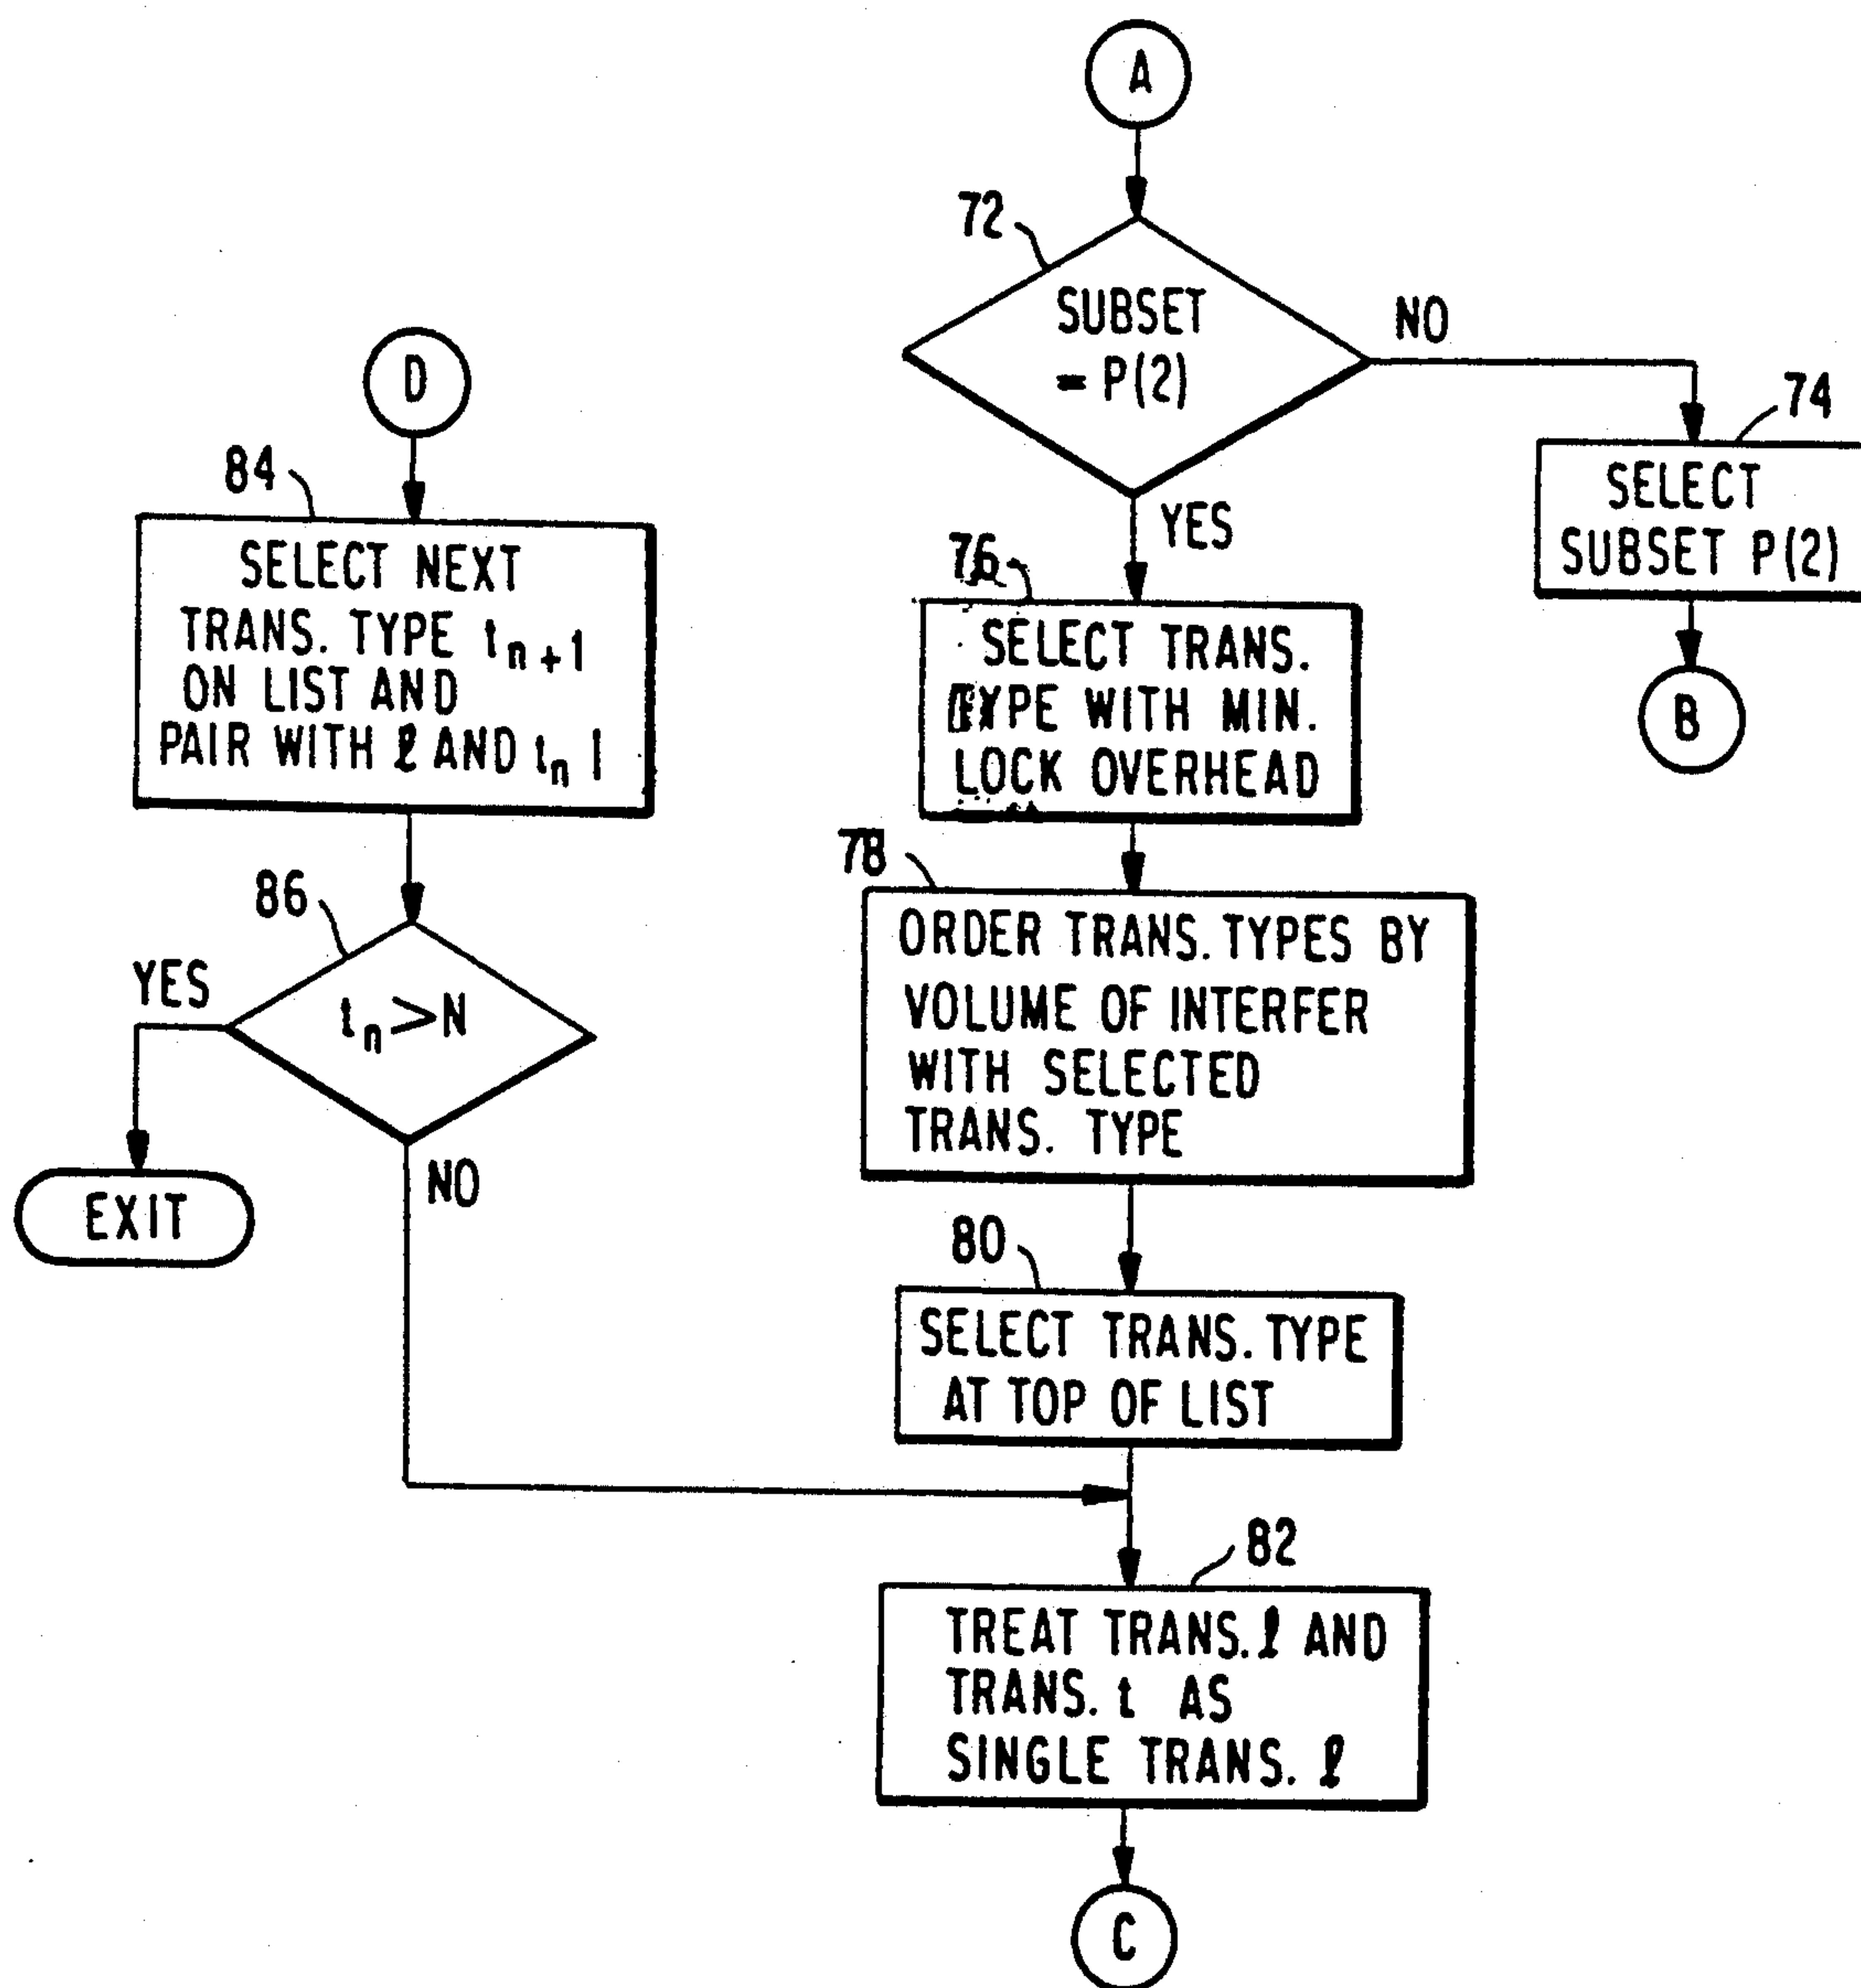 A
72
SUBSET
= P(2)
NO
74
SELECT
SUBSET P(2)
B
YES
76
SELECT TRANS.
TYPE WITH MIN.
LOCK OVERHEAD
78
ORDER TRANS. TYPES BY
VOLUME OF INTERFER
WITH SELECTED
TRANS. TYPE
80
SELECT TRANS. TYPE
AT TOP OF LIST
82
TREAT TRANS. ℓ AND
TRANS. t AS
SINGLE TRANS. ℓ
C
D
84
SELECT NEXT
TRANS. TYPE tn+1
ON LIST AND
PAIR WITH ℓ AND tn |
86
tn > N
YES
EXIT
NO